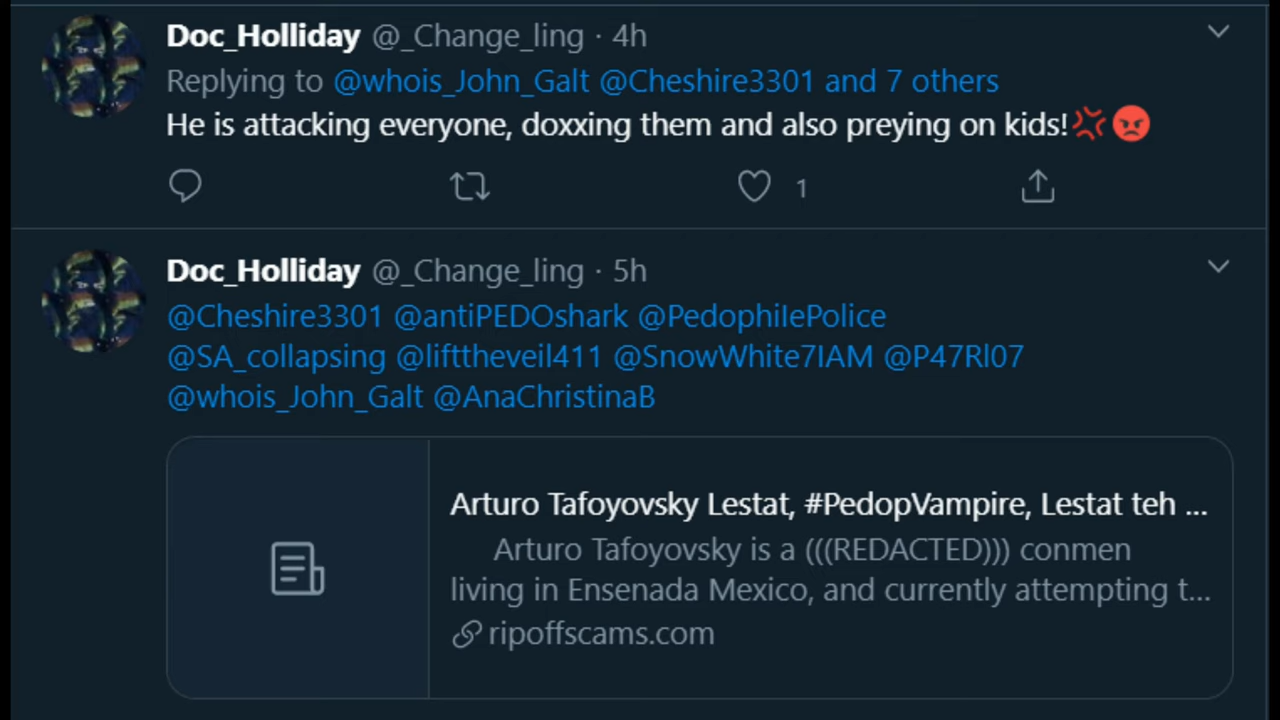 Doc_Holliday @_Change_ling · 4h
Replying to @whois_John_Galt @Cheshire3301 and 7 others
He is attacking everyone, doxxing them and also preying on kids!💢😡
1
Doc_Holliday @_Change_ling · 5h
@Cheshire3301 @antiPEDOshark @PedophilePolice
@SA_collapsing @lifttheveil411 @SnowWhite7IAM @P47Rl07
@whois_John_Galt @AnaChristinaB
Arturo Tafoyovsky Lestat, #PedopVampire, Lestat teh ...
Arturo Tafoyovsky is a (((REDACTED))) conmen
living in Ensenada Mexico, and currently attempting t...
ripoffscams.com